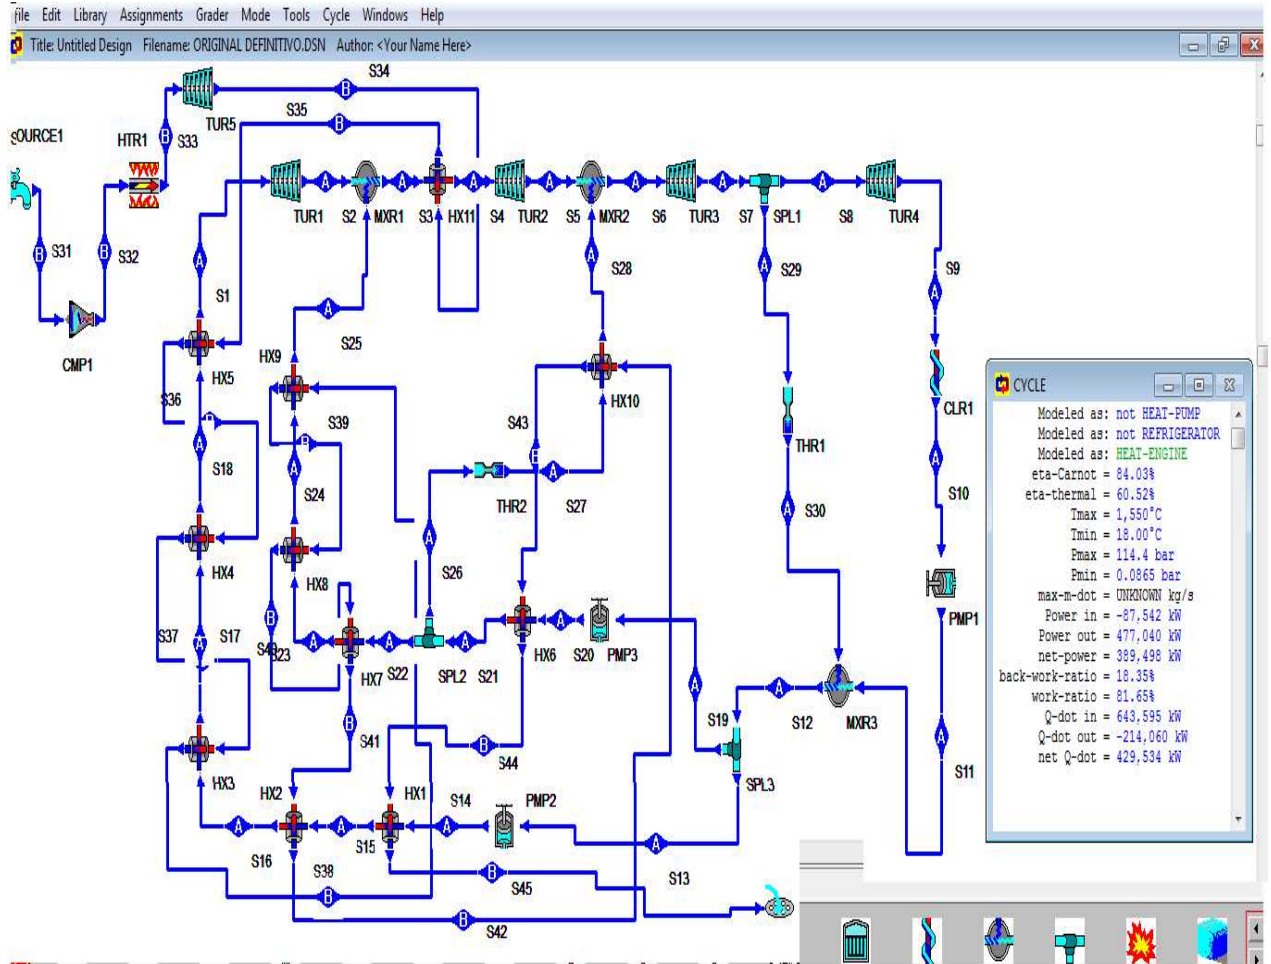 File Edit Library Assignments Grader Mode Tools Cycle Windows Help
Title: Untitled Design Filename: ORIGINAL DEFINITIVO.DSN Author: <Your Name Here>
S34
S35
TUR5
SOURCE1
HTR1
S33
TUR1
S2
MXR1
S3
HX11
S4
TUR2
S5
MXR2
S6
TUR3
S7
SPL1
S8
TUR4
S31
S32
S28
S29
S9
S1
CMP1
HX5
HX9
S25
S36
S39
HX10
S43
CLR1
S18
THR1
S24
THR2
S27
S10
S30
HX4
HX8
S26
PMP1
S37
S17
S23
HX7
S22
SPL2
S21
HX6
S20
PMP3
S41
S19
S12
MXR3
S44
S11
HX3
HX2
HX1
S14
PMP2
SPL3
S16
S38
S15
S45
S13
S42
CYCLE
Modeled as: not HEAT-PUMP
Modeled as: not REFRIGERATOR
Modeled as: HEAT-ENGINE
eta-Carnot = 84.03%
eta-thermal = 60.52%
Tmax = 1,550°C
Tmin = 18.00°C
Pmax = 114.4 bar
Pmin = 0.0865 bar
max-m-dot = UNKNOWN kg/s
Power in = -87,542 kW
Power out = 477,040 kW
net-power = 389,498 kW
back-work-ratio = 18.35%
work-ratio = 81.65%
Q-dot in = 643,595 kW
Q-dot out = -214,060 kW
net Q-dot = 429,534 kW